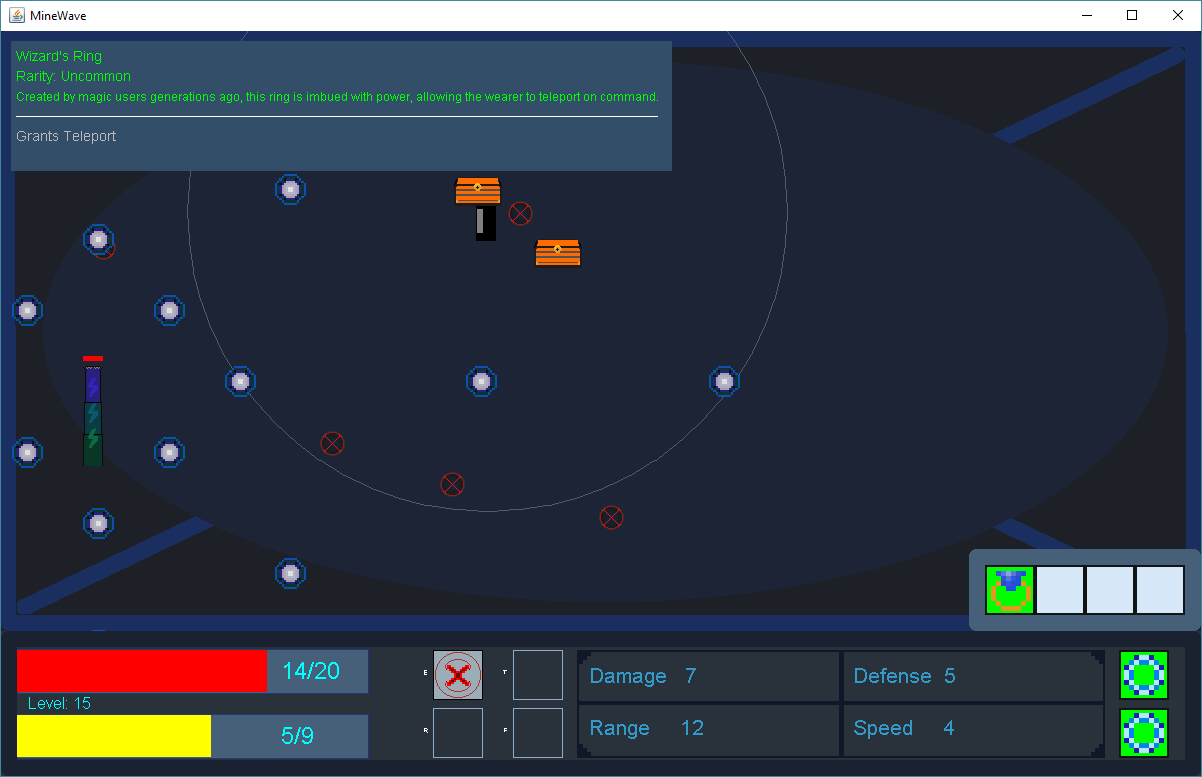 MineWave
Wizard's Ring
Rarity: Uncommon
Created by magic users generations ago, this ring is imbued with power, allowing the wearer to teleport on command.
Grants Teleport
14/20
Level: 15
5/9
E
T
R
F
Damage 7
Defense 5
Range 12
Speed 4